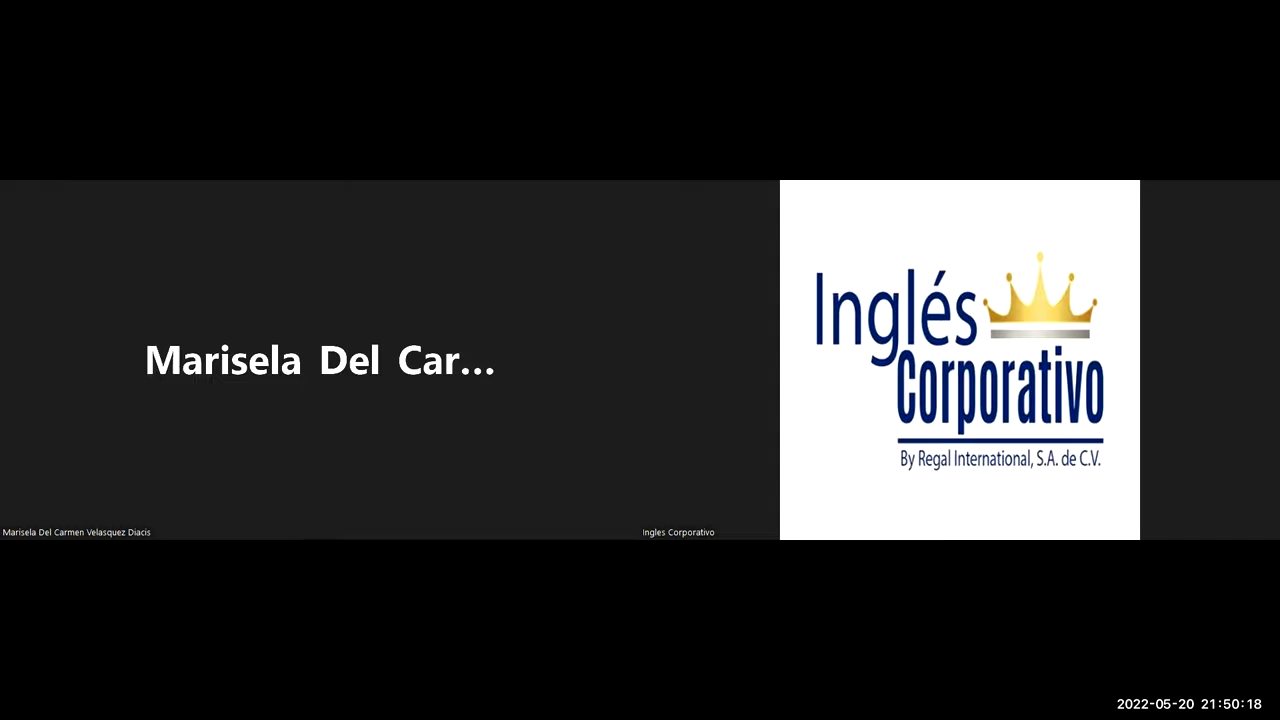 Marisela Del Car...
Marisela Del Carmen Velasquez Diacis
Inglés
Corporativo
By Regal International, S.A. de C.V.
Ingles Corporativo
2022-05-20 21:50:18